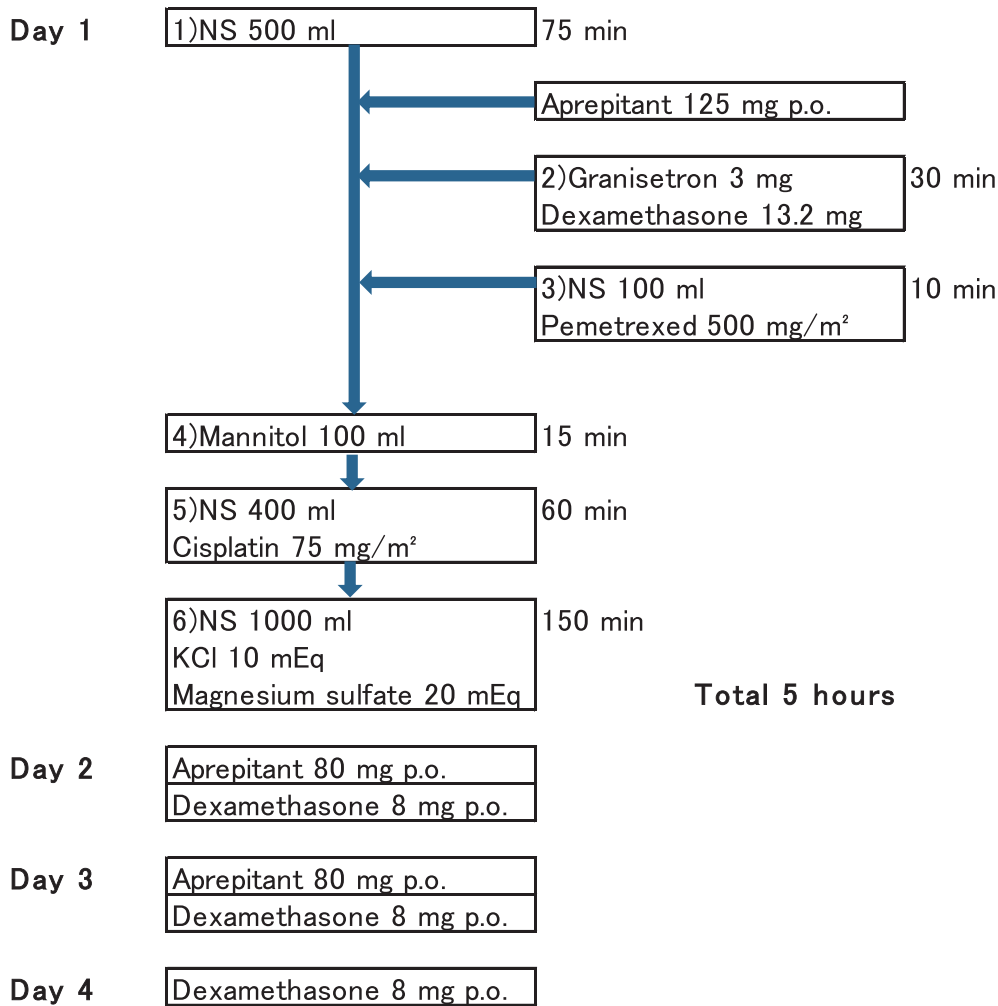 Day 1
1)NS 500 ml
75 min
Aprepitant 125 mg p.o.
2)Granisetron 3 mg
30 min
Dexamethasone 13.2 mg
3)NS 100 ml
10 min
Pemetrexed 500 mg/m²
4)Mannitol 100 ml
15 min
5)NS 400 ml
60 min
Cisplatin 75 mg/m²
6)NS 1000 ml
150 min
KCl 10 mEq
Magnesium sulfate 20 mEq
Total 5 hours
Day 2
Aprepitant 80 mg p.o.
Dexamethasone 8 mg p.o.
Day 3
Aprepitant 80 mg p.o.
Dexamethasone 8 mg p.o.
Day 4
Dexamethasone 8 mg p.o.